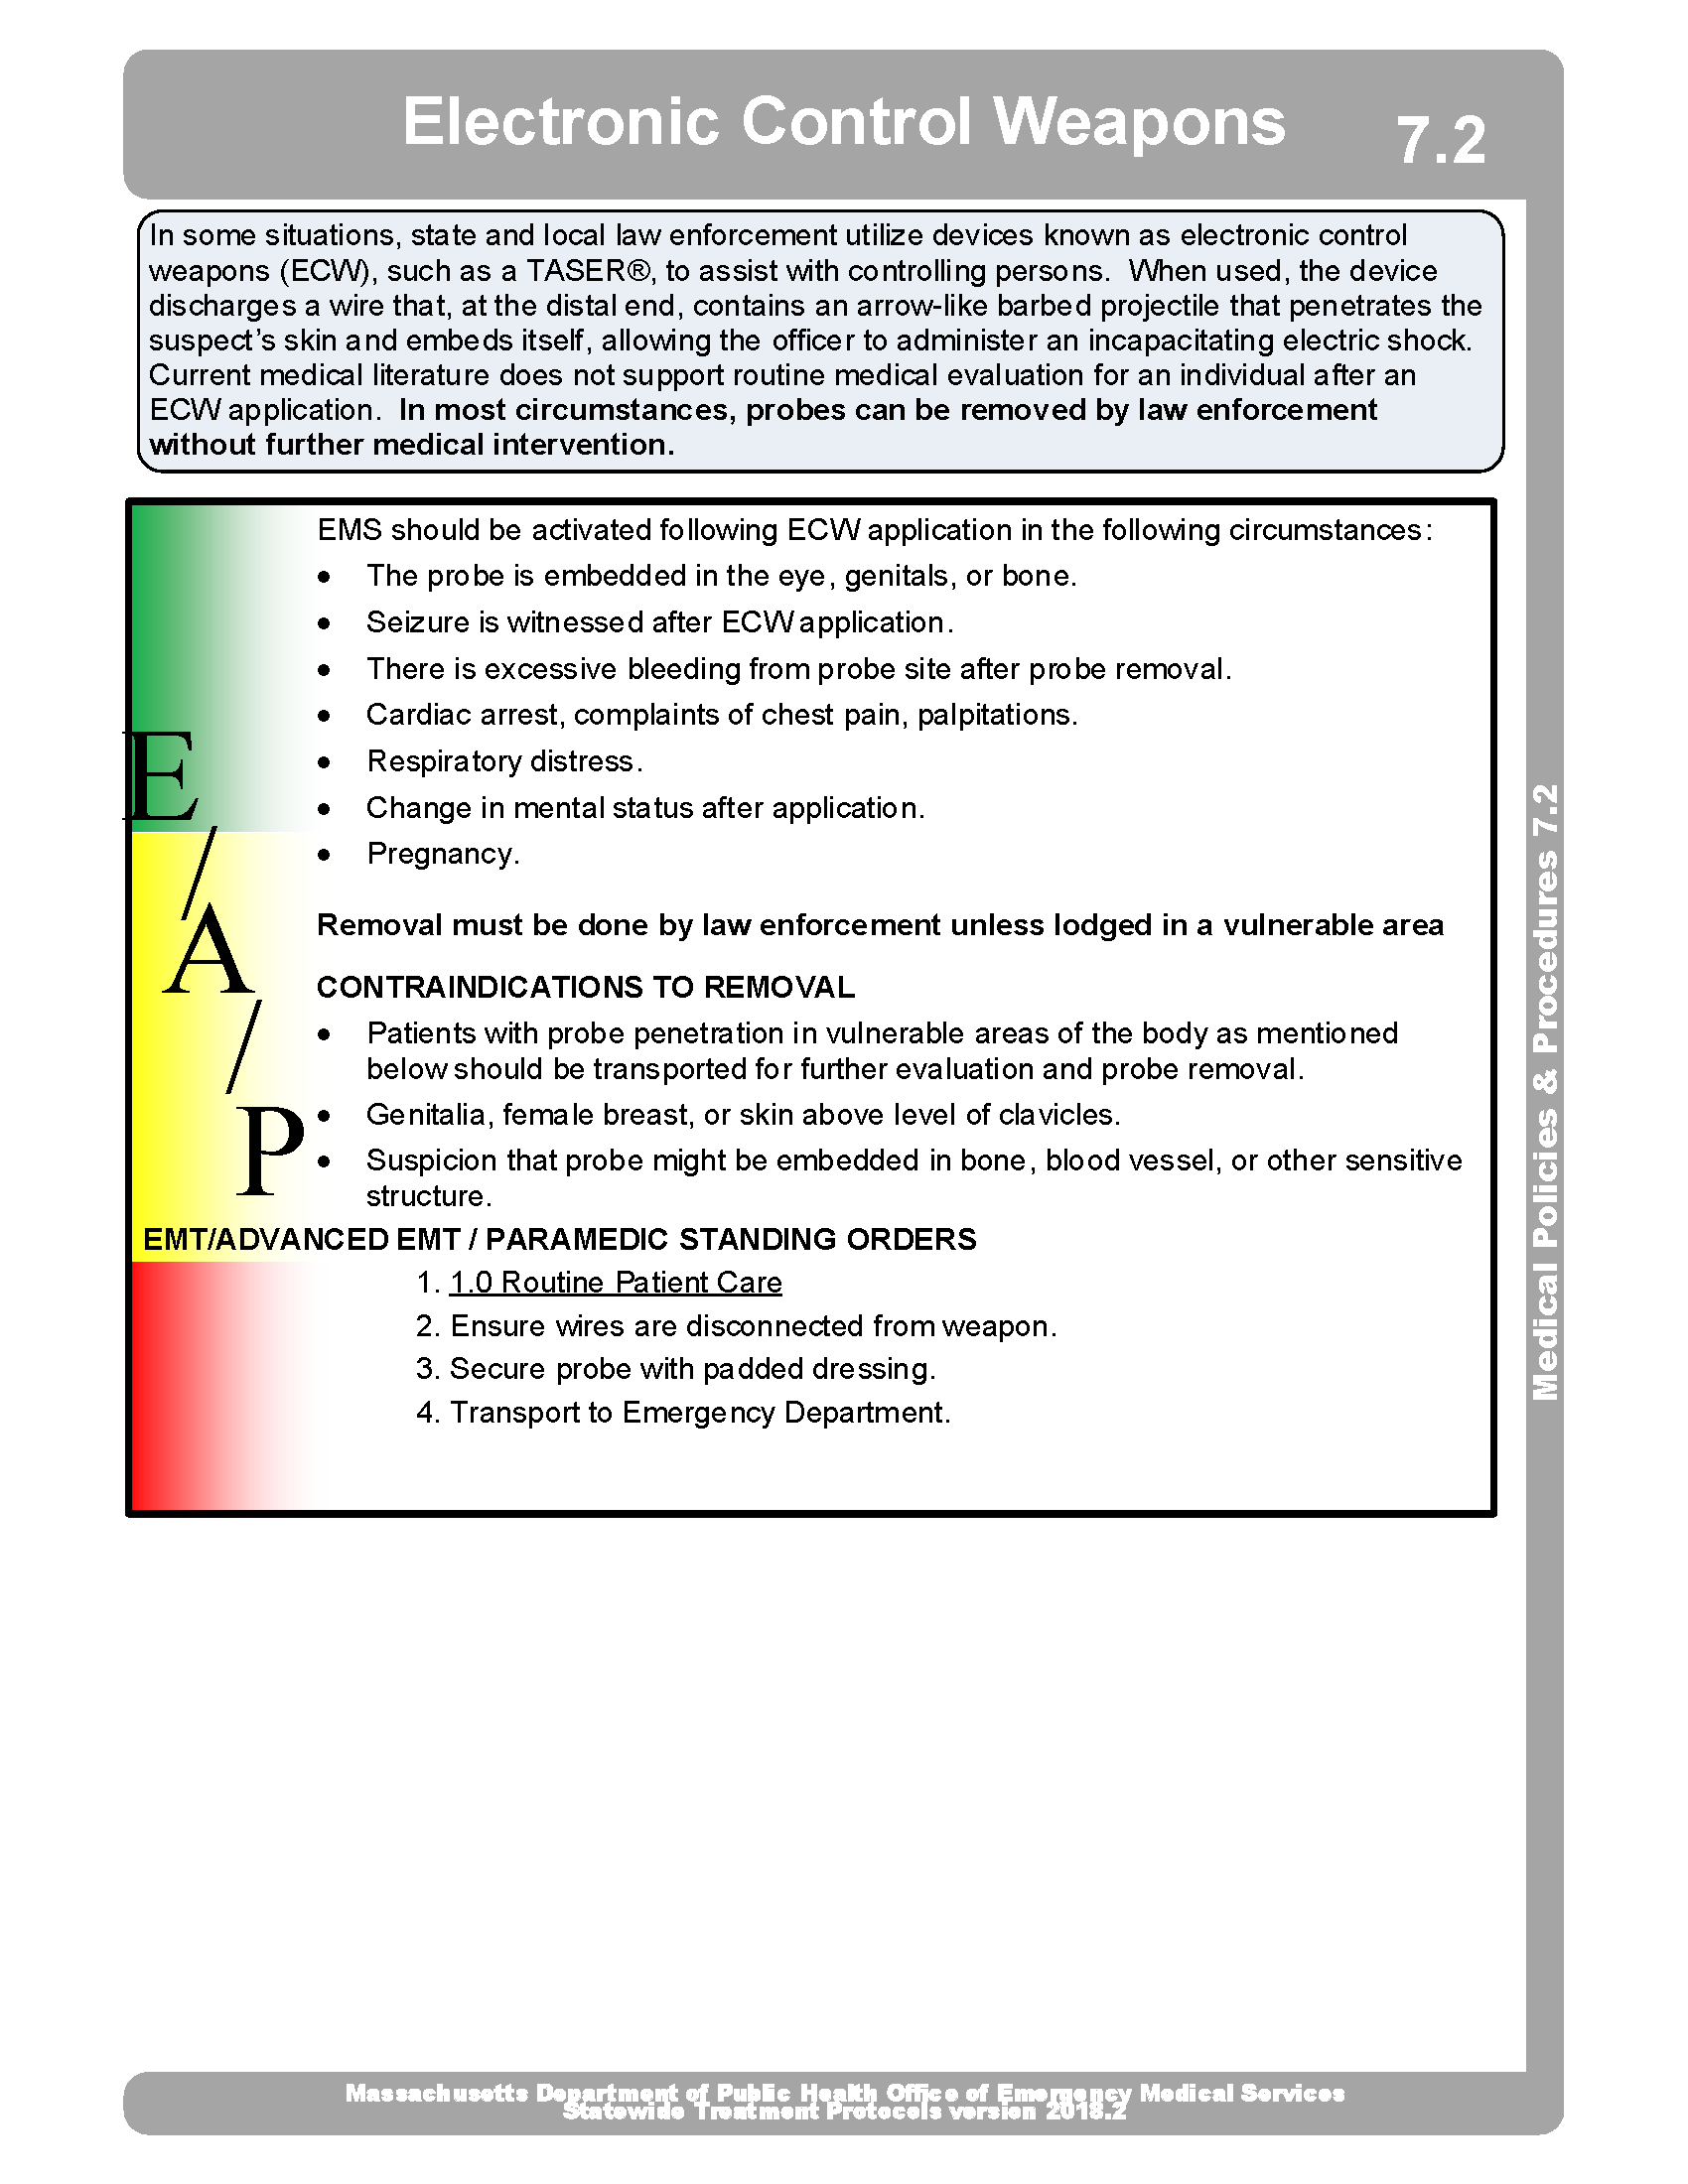 Electronic Control Weapons
7.2
In some situations, state and local law enforcement utilize devices known as electronic control
weapons (ECW), such as a TASER®, to assist with controlling persons.  When used, the device
discharges a wire that, at the distal end, contains an arrow-like barbed projectile that penetrates the
suspect’s skin and embeds itself, allowing the officer to administer an incapacitating electric shock.
Current medical literature does not support routine medical evaluation for an individual after an
ECW application.  In most circumstances, probes can be removed by law enforcement
without further medical intervention.
EMS should be activated following ECW application in the following circumstances:
• The probe is embedded in the eye, genitals, or bone.
• Seizure is witnessed after ECW application.
• There is excessive bleeding from probe site after probe removal.
• Cardiac arrest, complaints of chest pain, palpitations.
• Respiratory distress.
• Change in mental status after application.
• Pregnancy.
E
/
A
/
P
Removal must be done by law enforcement unless lodged in a vulnerable area
CONTRAINDICATIONS TO REMOVAL
• Patients with probe penetration in vulnerable areas of the body as mentioned
below should be transported for further evaluation and probe removal.
• Genitalia, female breast, or skin above level of clavicles.
• Suspicion that probe might be embedded in bone, blood vessel, or other sensitive
structure.
EMT/ADVANCED EMT / PARAMEDIC STANDING ORDERS
1. 1.0 Routine Patient Care
2. Ensure wires are disconnected from weapon.
3. Secure probe with padded dressing.
4. Transport to Emergency Department.
Medical Policies & Procedures 7.2
Massachusetts Department of Public Health Office of Emergency Medical Services
Statewide Treatment Protocols version 2018.2